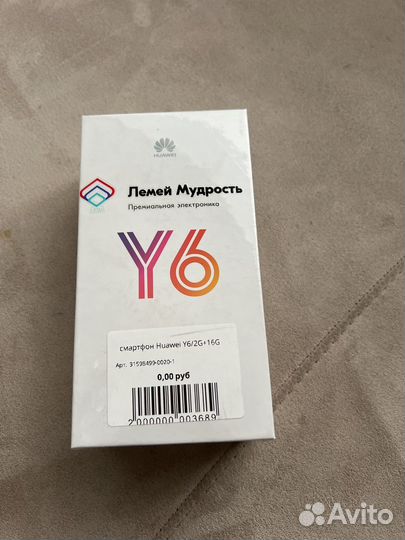 HUAWEI
Лемей Мудрость
LEMI
Премиальная электроника
Y6
смартфон Huawei Y6/2G+16G
Арт. 31598499-0020-1
0,00 руб
2 000000 003689
Avito